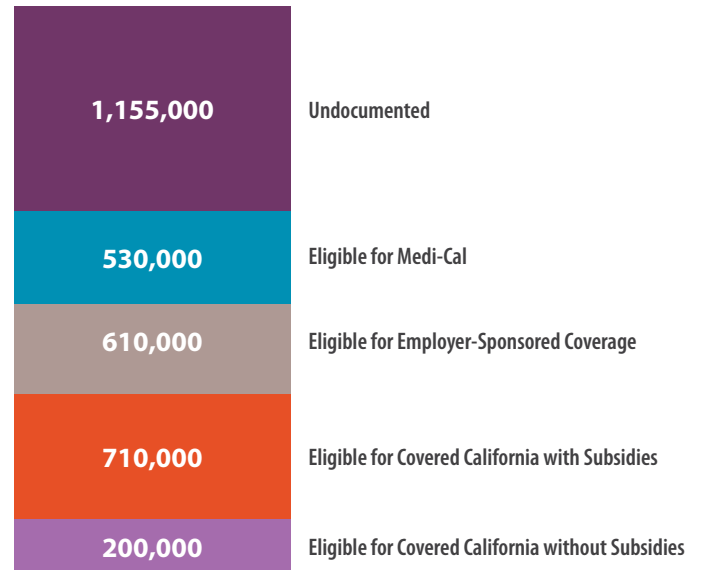 1,155,000 Undocumented
530,000 Eligible for Medi-Cal
610,000 Eligible for Employer-Sponsored Coverage
710,000 Eligible for Covered California with Subsidies
200,000 Eligible for Covered California without Subsidies